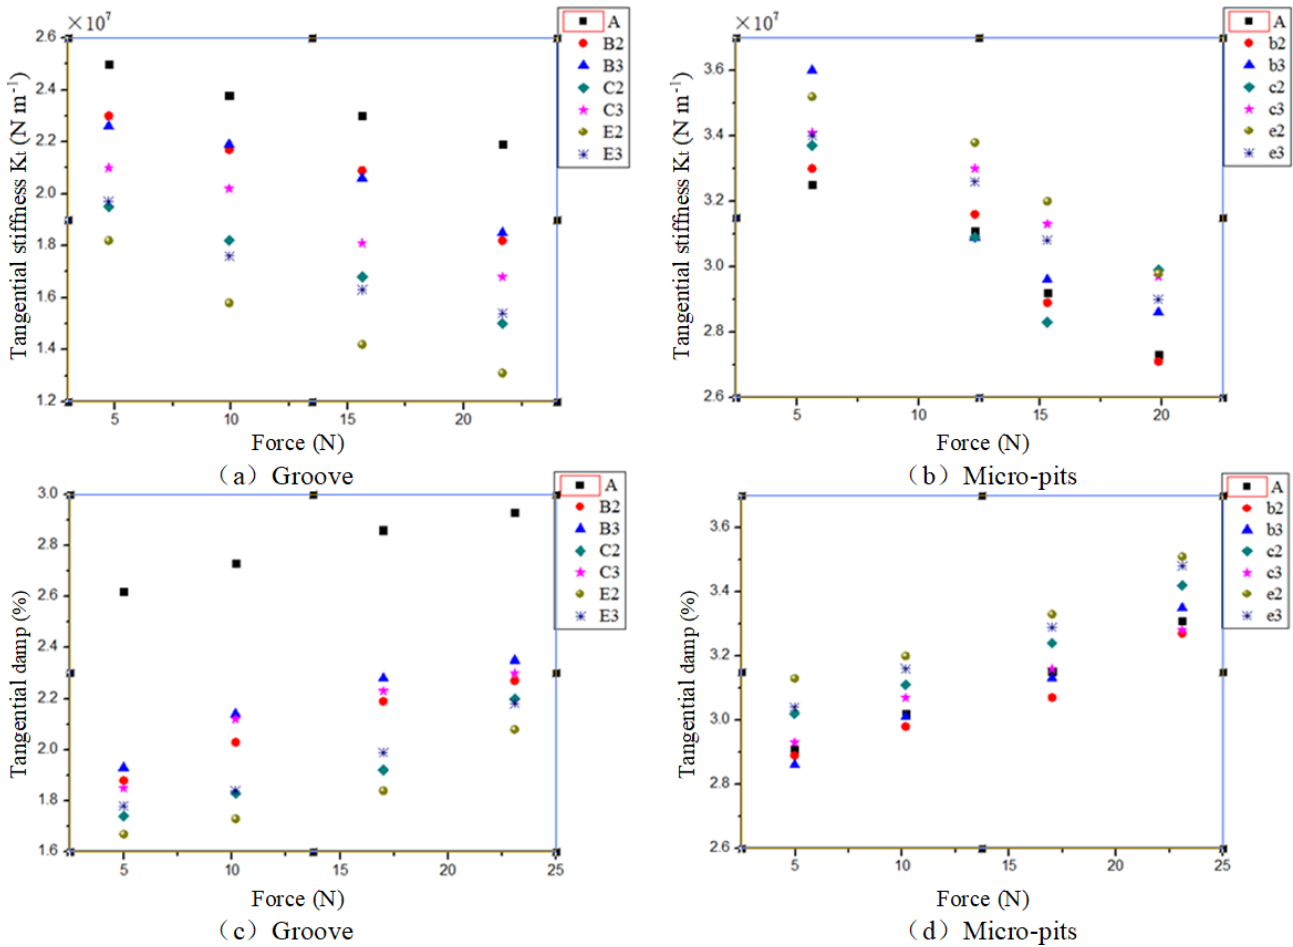 ×10⁷
2.6
2.4
2.2
2.0
1.8
1.6
1.4
1.2
5
10
15
20
Tangential stiffness Kt (N m⁻¹)
Force (N)
A
B2
B3
C2
C3
E2
E3
（a）Groove
×10⁷
3.6
3.4
3.2
3.0
2.8
2.6
5
10
15
20
Tangential stiffness Kt (N m⁻¹)
Force (N)
A
b2
b3
c2
c3
e2
e3
（b）Micro-pits
3.0
2.8
2.6
2.4
2.2
2.0
1.8
1.6
5
10
15
20
25
Tangential damp (%)
Force (N)
A
B2
B3
C2
C3
E2
E3
（c）Groove
3.6
3.4
3.2
3.0
2.8
2.6
5
10
15
20
25
Tangential damp (%)
Force (N)
A
b2
b3
c2
c3
e2
e3
（d）Micro-pits